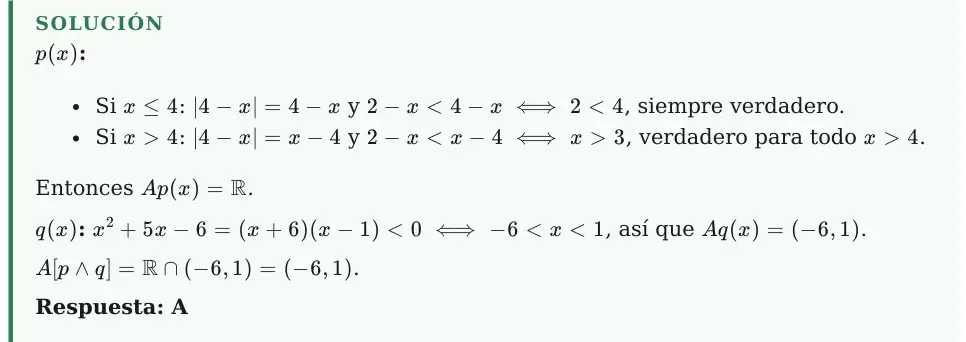 SOLUCIÓN
p(x):
• Si x ≤ 4: |4 − x| = 4 − x y 2 − x < 4 − x ⟺ 2 < 4, siempre verdadero.
• Si x > 4: |4 − x| = x − 4 y 2 − x < x − 4 ⟺ x > 3, verdadero para todo x > 4.
Entonces Ap(x) = ℝ.
q(x): x² + 5x − 6 = (x + 6)(x − 1) < 0 ⟺ −6 < x < 1, así que Aq(x) = (−6, 1).
A[p ∧ q] = ℝ ∩ (−6, 1) = (−6, 1).
Respuesta: A